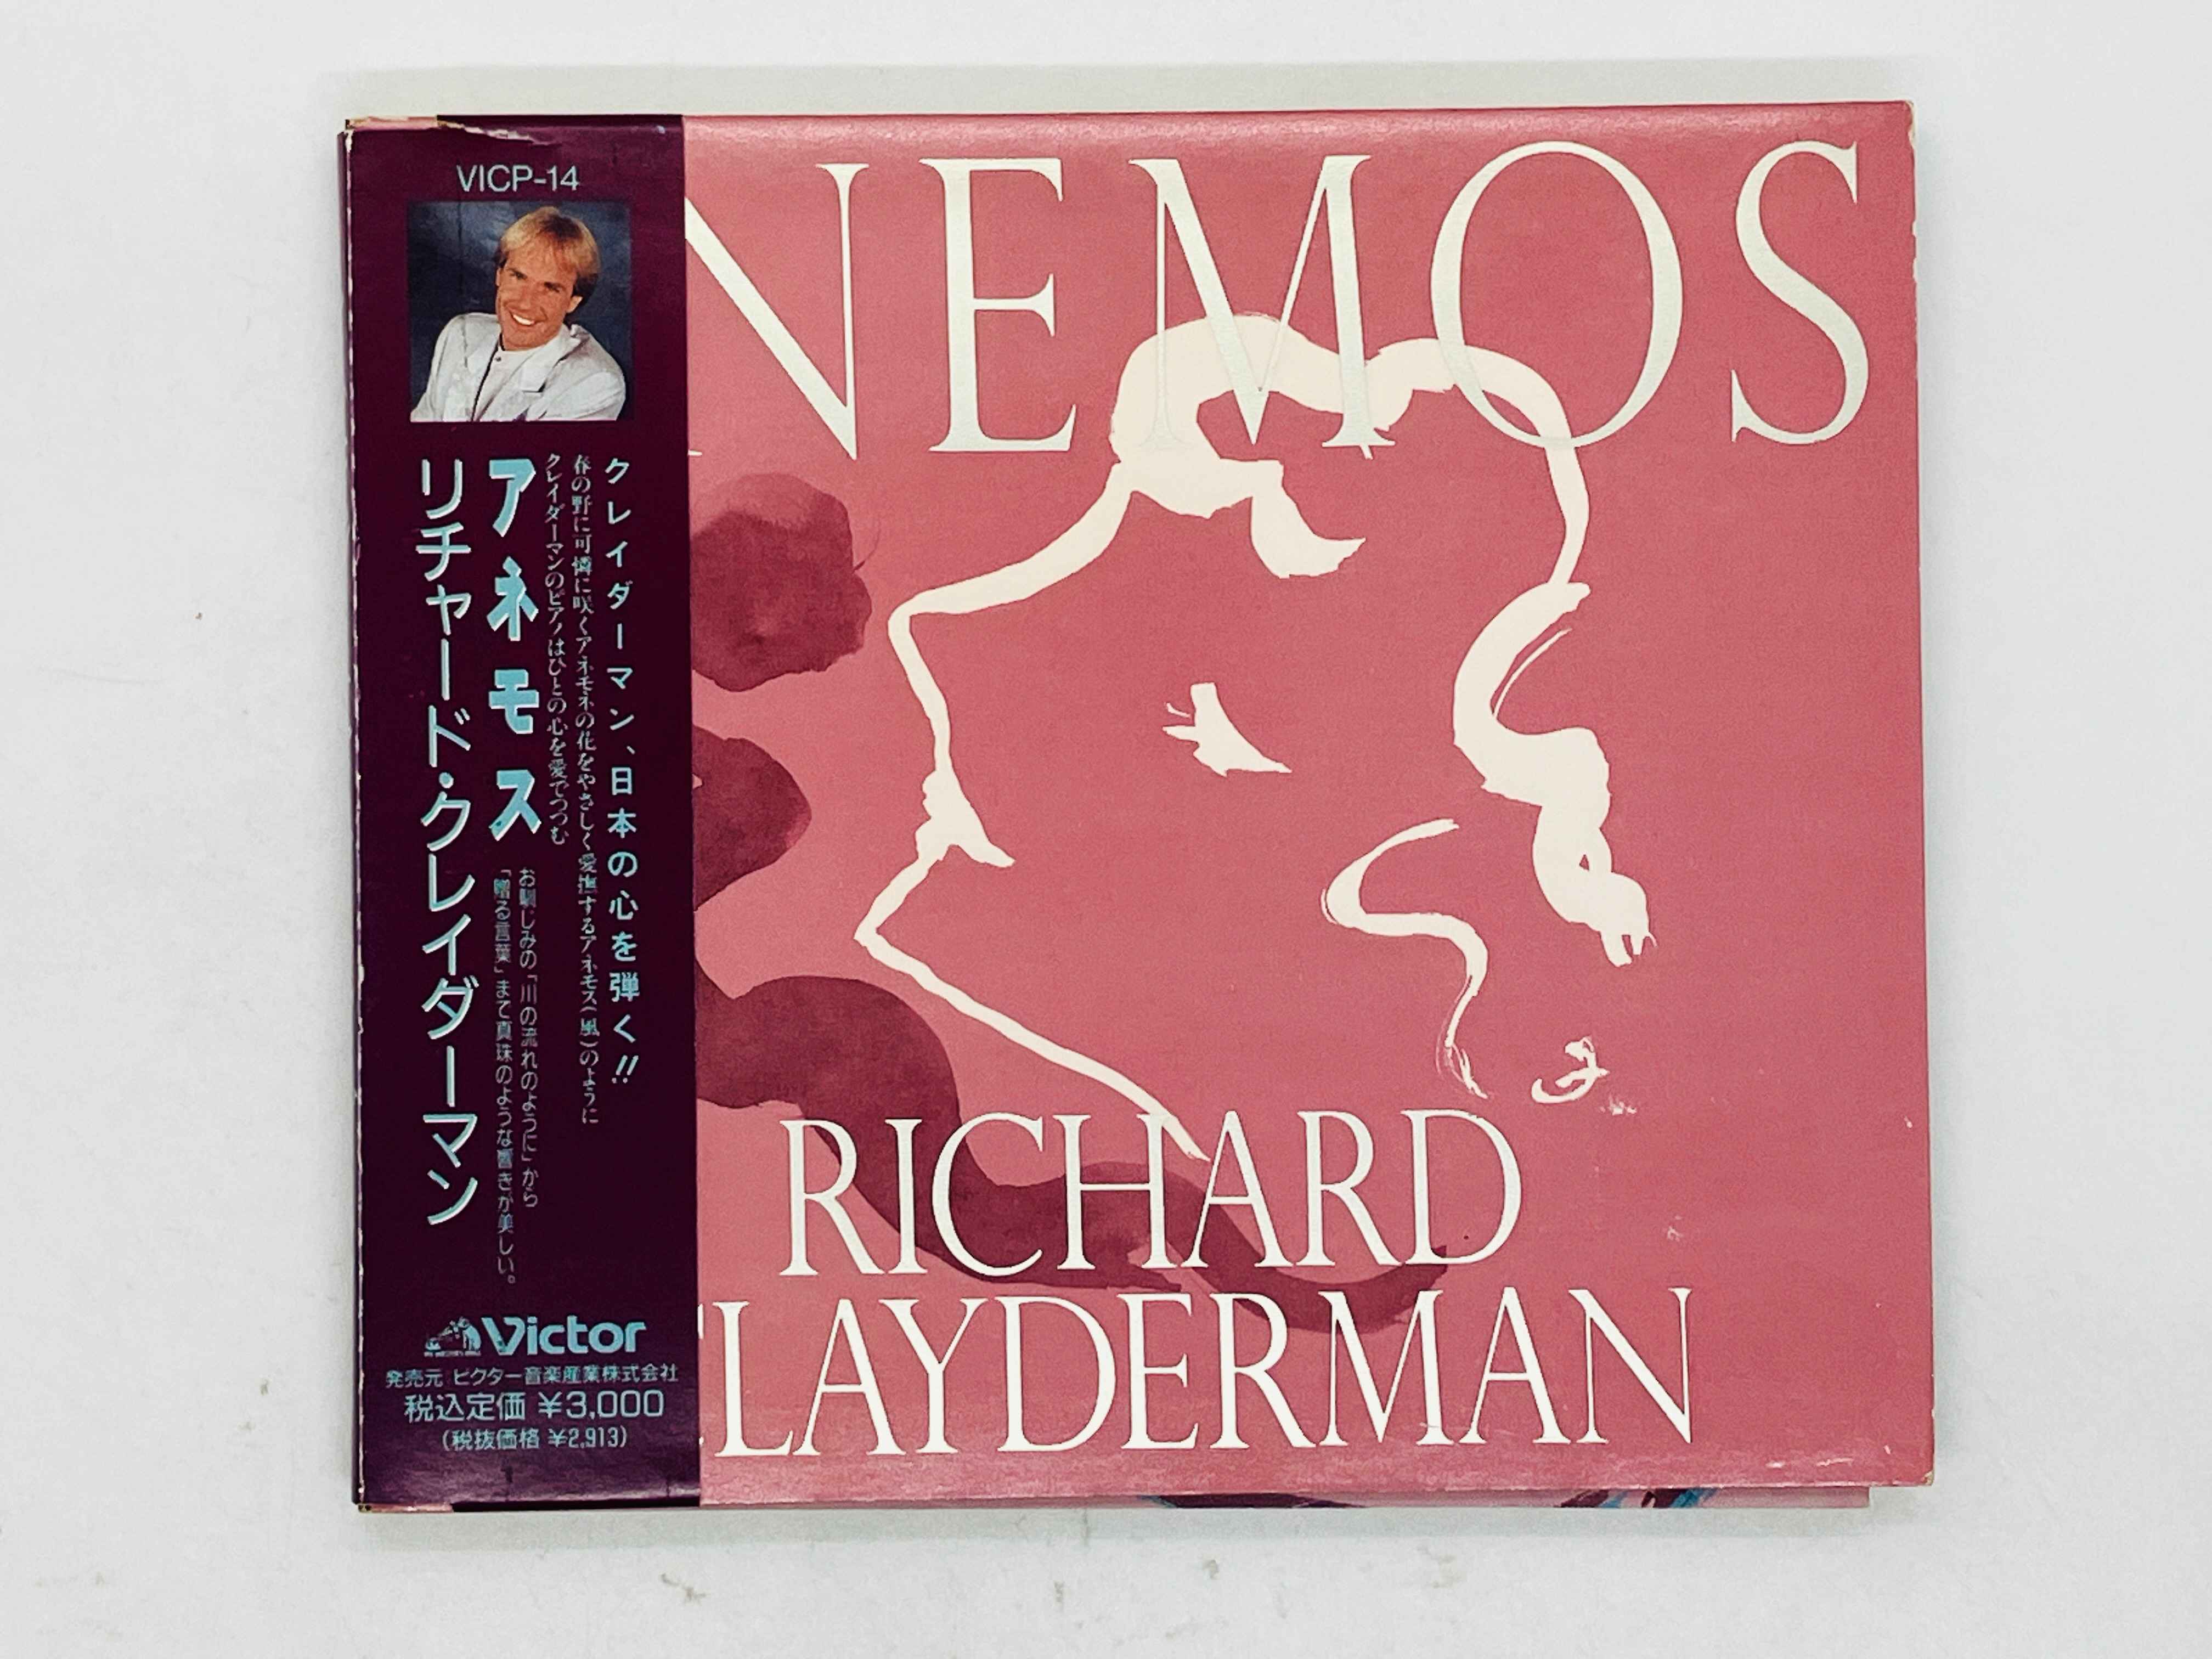 VICP-14
クレイダーマン、日本の心を弾く!!
春の野に可憐に咲くアネモネの花をやさしく愛撫するアネモス(風)のように
クレイダーマンのピアノはひとの心を愛でつつむ
アネモス
お馴じみの「川の流れのように」から
「贈る言葉」まで真珠のような響きが美しい。
リチャード・クレイダーマン
Victor
発売元 ビクター音楽産業株式会社
税込定価 ¥3,000
(税抜価格 ¥2,913)
NEMOS
RICHARD
CLAYDERMAN